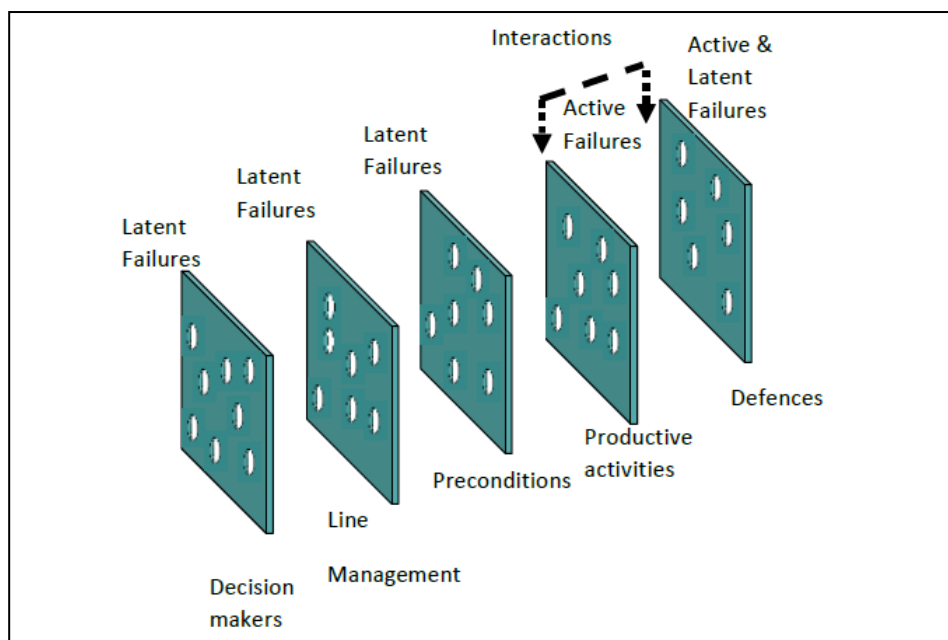 Interactions
Active &
Latent
Failures
Active
Failures
Latent
Failures
Latent
Failures
Latent
Failures
Defences
Productive
activities
Preconditions
Line
Management
Decision
makers